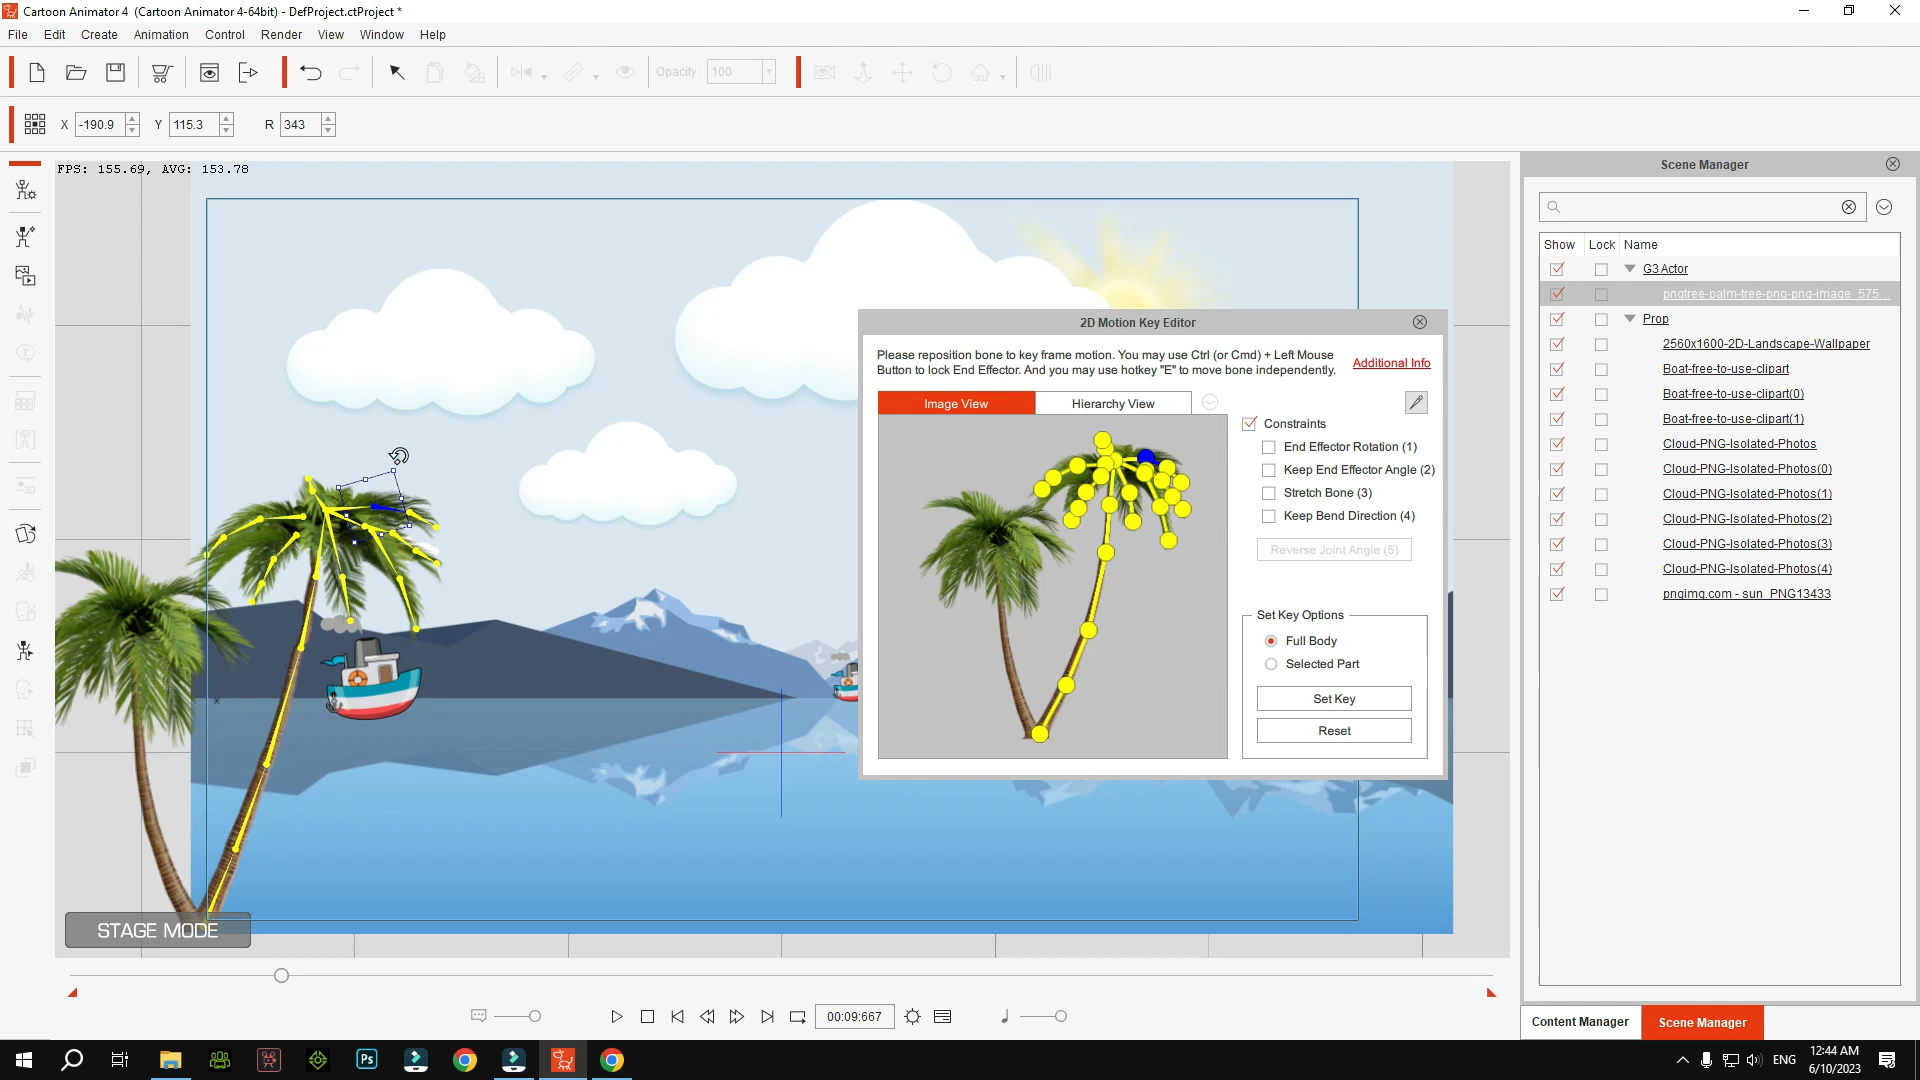 Cartoon Animator 4  (Cartoon Animator 4-64bit) - DefProject.ctProject *
File Edit Create Animation Control Render View Window Help
Opacity: 100
X -190.9 Y 115.3 R 343
FPS: 155.69, AVG: 153.78
STAGE MODE
2D Motion Key Editor
Please reposition bone to key frame motion. You may use Ctrl (or Cmd) + Left Mouse
Button to lock End Effector. And you may use hotkey "E" to move bone independently.
Additional Info
Image View Hierarchy View
Constraints
End Effector Rotation (1)
Keep End Effector Angle (2)
Stretch Bone (3)
Keep Bend Direction (4)
Reverse Joint Angle (5)
Set Key Options
Full Body
Selected Part
Set Key
Reset
Scene Manager
Show Lock Name
G3 Actor
pngtree-palm-tree-png-png-image_575...
Prop
2560x1600-2D-Landscape-Wallpaper
Boat-free-to-use-clipart
Boat-free-to-use-clipart(0)
Boat-free-to-use-clipart(1)
Cloud-PNG-Isolated-Photos
Cloud-PNG-Isolated-Photos(0)
Cloud-PNG-Isolated-Photos(1)
Cloud-PNG-Isolated-Photos(2)
Cloud-PNG-Isolated-Photos(3)
Cloud-PNG-Isolated-Photos(4)
pngimg.com - sun_PNG13433
Content Manager Scene Manager
00:09:667
Ps
ENG
12:44 AM
6/10/2023